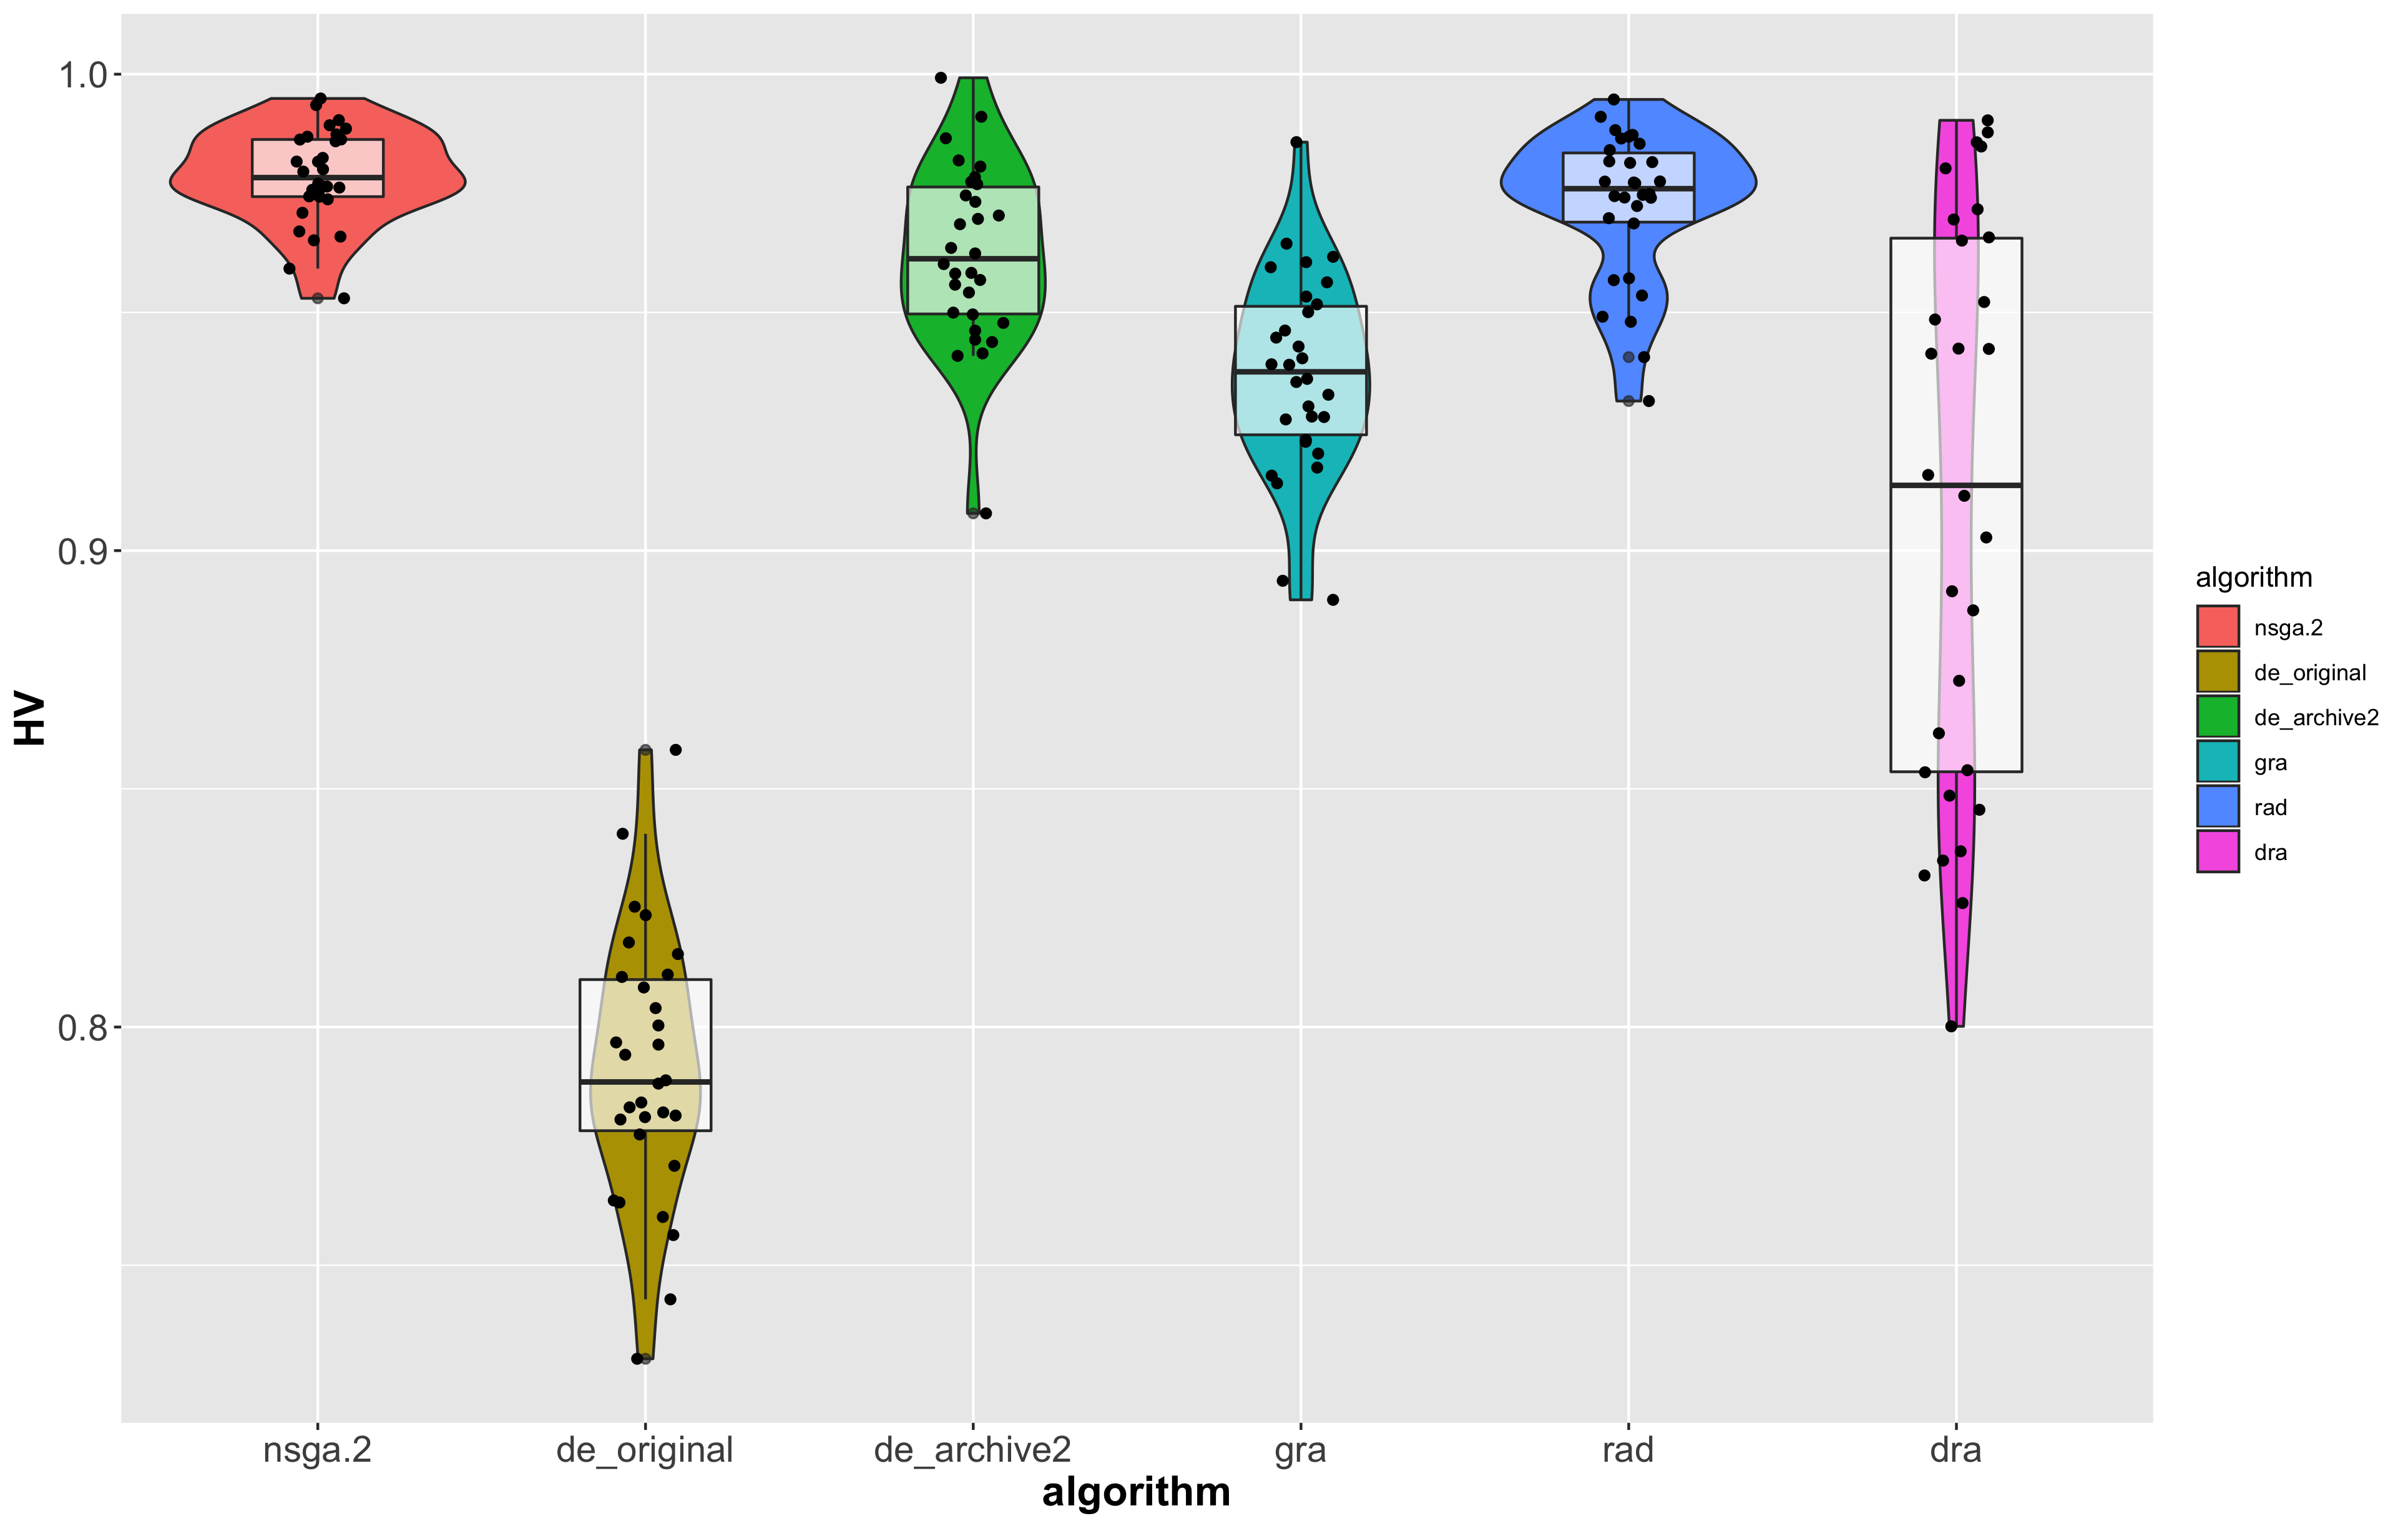 1.0
0.9
0.8
HV
nsga.2
de_original
de_archive2
gra
rad
dra
algorithm
algorithm
nsga.2
de_original
de_archive2
gra
rad
dra